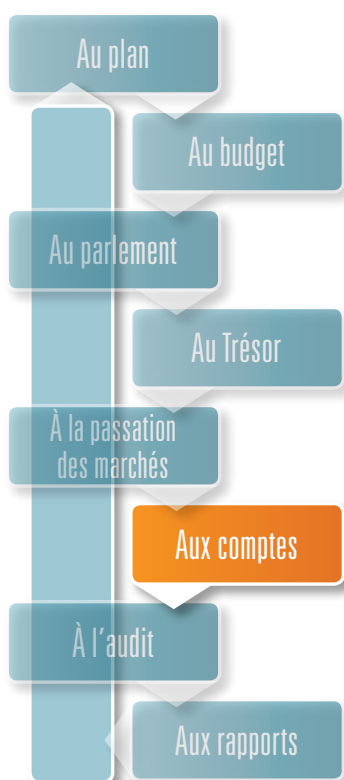 Au plan
Au budget
Au parlement
Au Trésor
À la passation
des marchés
Aux comptes
À l'audit
Aux rapports